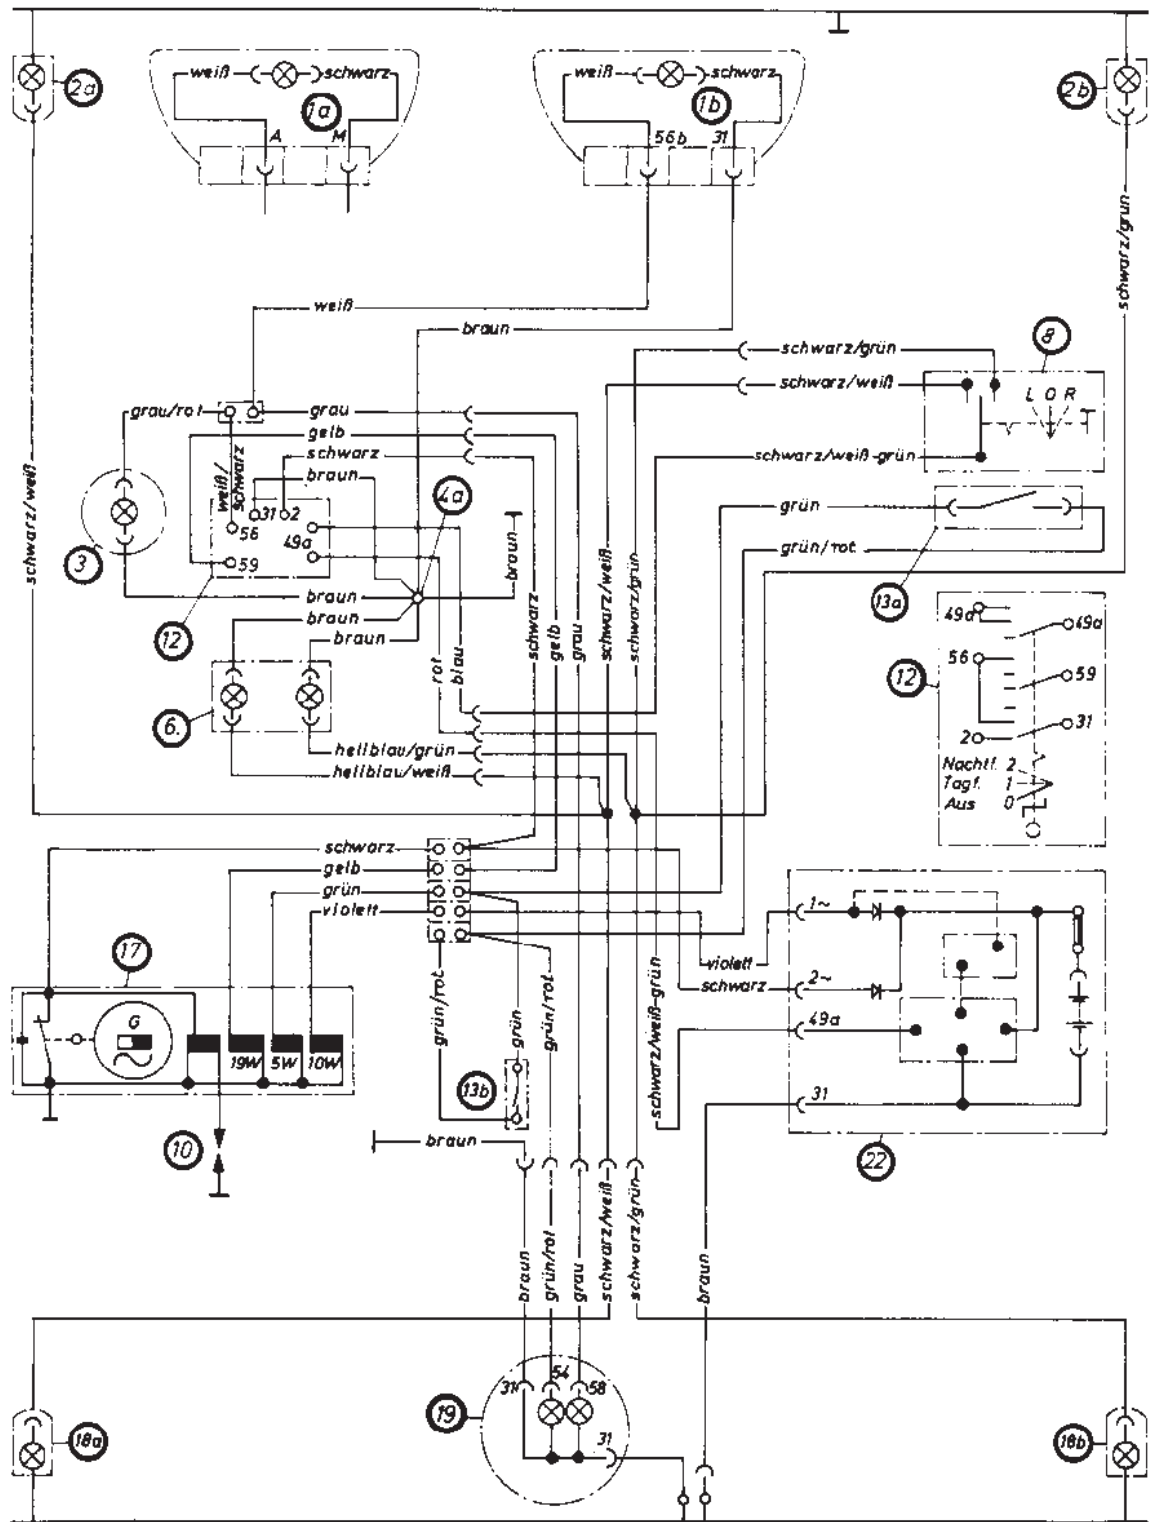 2a
weiß
schwarz
1a
A
M
weiß
schwarz
1b
56b
31
2b
schwarz/grün
weiß
braun
8
schwarz/grün
schwarz/weiß
L O R
schwarz/weiß-grün
grau/rot
grau
gelb
schwarz
braun
weiß/
schwarz
4a
31
2
56
49a
59
3
12
schwarz/weiß
grün
grün/rot
13a
braun
braun
braun
braun
schwarz
gelb
grau
schwarz/weiß
schwarz/grün
rot
blau
6.
hellblau/grün
hellblau/weiß
49a
49a
56
59
12
31
2
Nachtf. 2
Tagf. 1
Aus 0
schwarz
gelb
grün
violett
17
G
19W
5W
10W
10
grün/rot
grün
grün/rot
13b
schwarz/weiß-grün
violett
schwarz
1~
2~
49a
31
22
braun
braun
grün/rot
grau
schwarz/weiß
schwarz/grün
braun
31
54
58
31
19
18a
18b